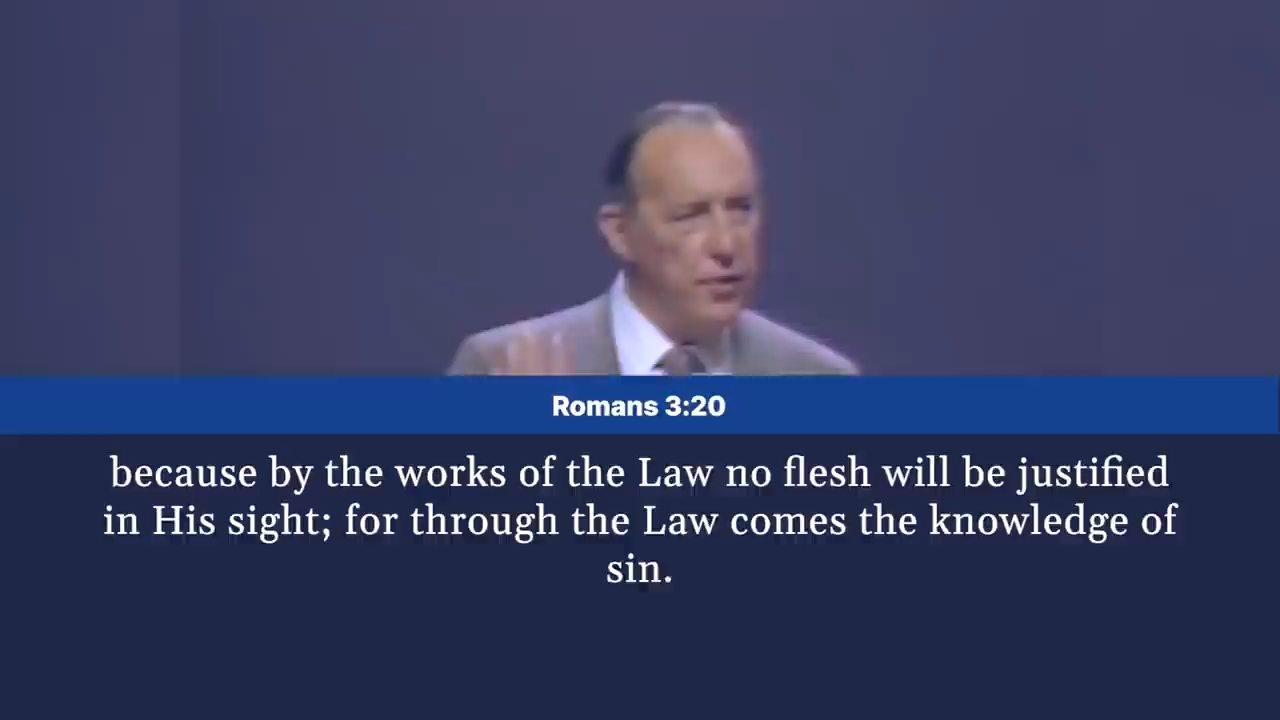 Romans 3:20
because by the works of the Law no flesh will be justified
in His sight; for through the Law comes the knowledge of
sin.